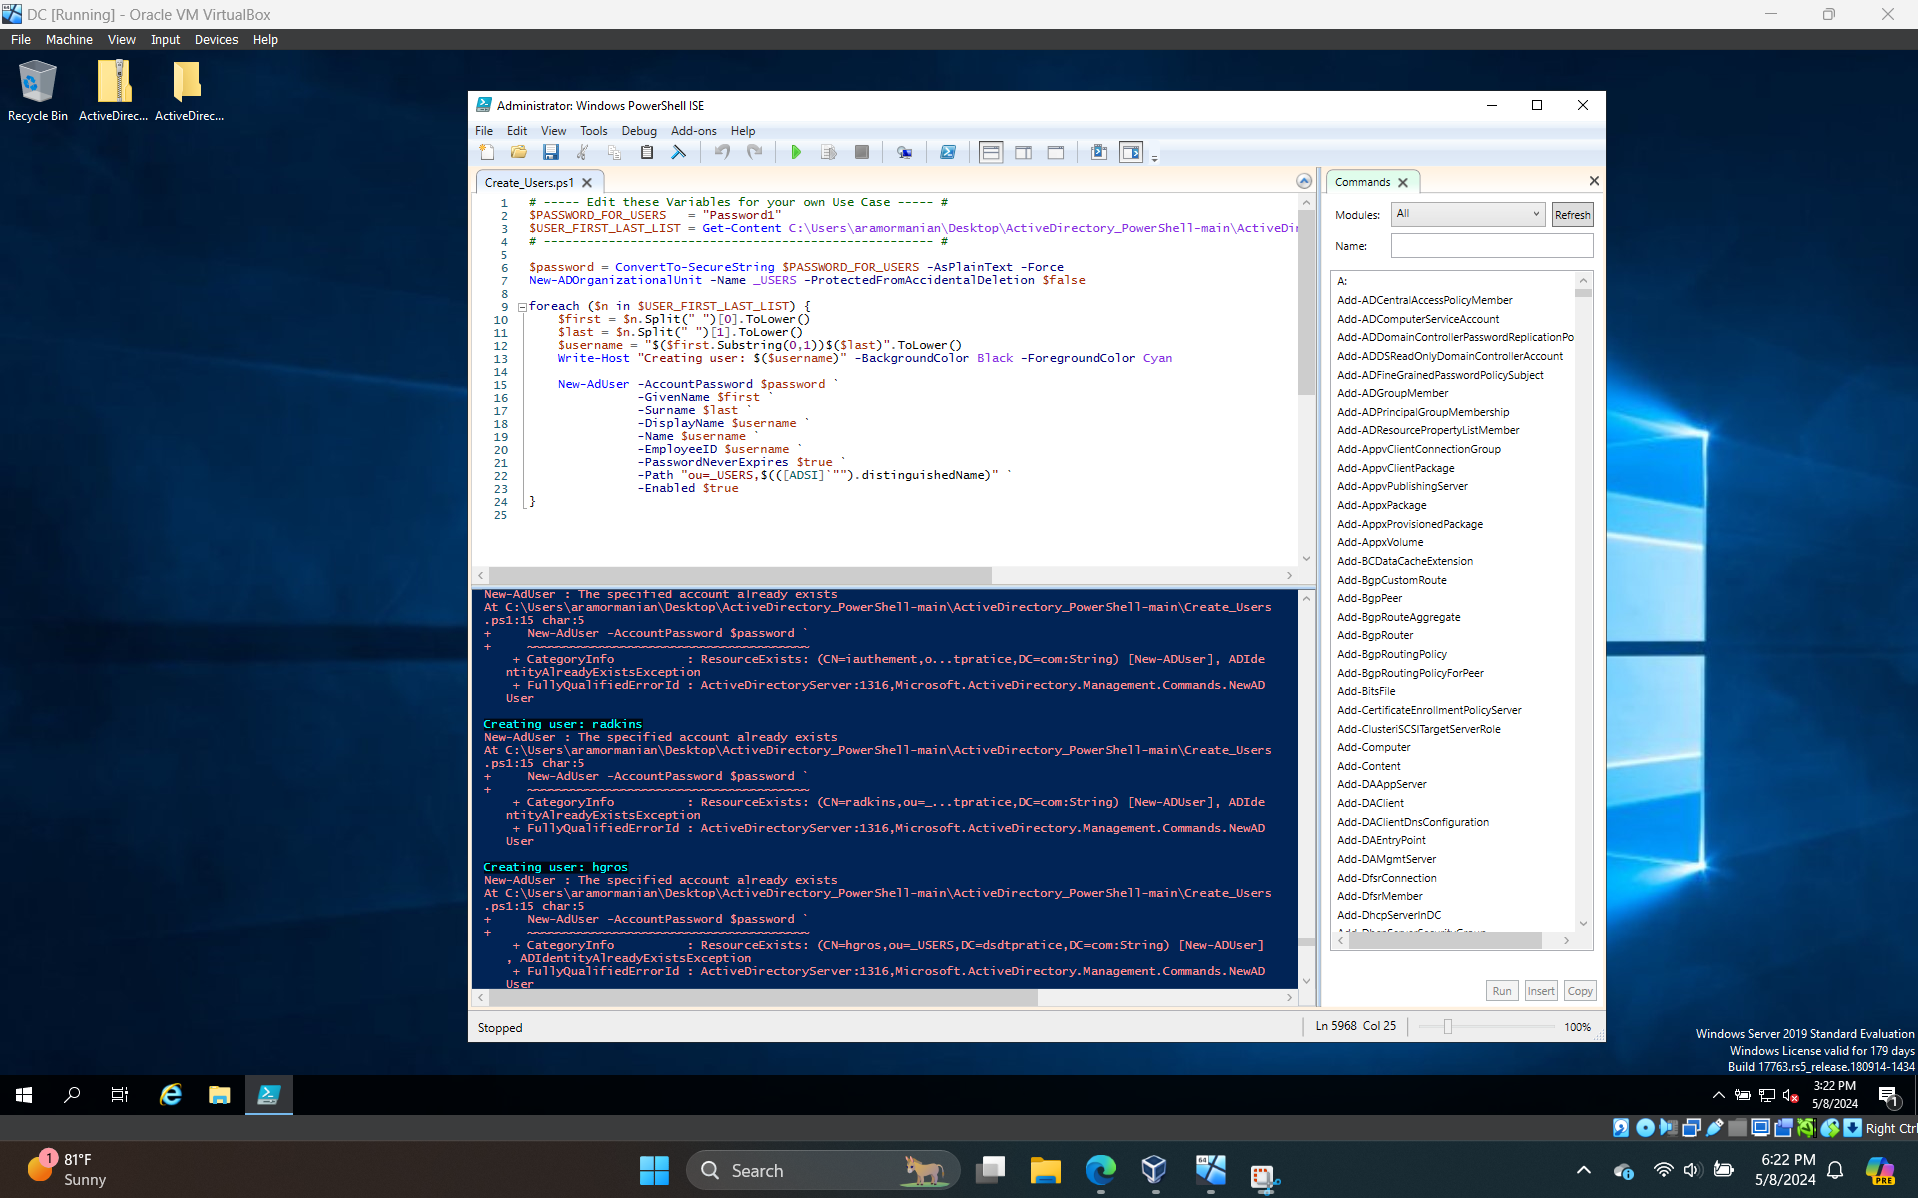 DC [Running] - Oracle VM VirtualBox
File Machine View Input Devices Help
Recycle Bin
ActiveDirec...
ActiveDirec...
Administrator: Windows PowerShell ISE
File Edit View Tools Debug Add-ons Help
Create_Users.ps1
1 # ----- Edit these Variables for your own Use Case ----- #
2 $PASSWORD_FOR_USERS   = "Password1"
3 $USER_FIRST_LAST_LIST = Get-Content C:\Users\aramormanian\Desktop\ActiveDirectory_PowerShell-main\ActiveDi
4 # ------------------------------------------------------ #
5
6 $password = ConvertTo-SecureString $PASSWORD_FOR_USERS -AsPlainText -Force
7 New-ADOrganizationalUnit -Name _USERS -ProtectedFromAccidentalDeletion $false
8
9 foreach ($n in $USER_FIRST_LAST_LIST) {
10     $first = $n.Split(" ")[0].ToLower()
11     $last = $n.Split(" ")[1].ToLower()
12     $username = "$($first.Substring(0,1))$($last)".ToLower()
13     Write-Host "Creating user: $($username)" -BackgroundColor Black -ForegroundColor Cyan
14
15     New-AdUser -AccountPassword $password `
16                -GivenName $first `
17                -Surname $last `
18                -DisplayName $username `
19                -Name $username `
20                -EmployeeID $username `
21                -PasswordNeverExpires $true `
22                -Path "ou=_USERS,$(([ADSI]`"").distinguishedName)" `
23                -Enabled $true
24 }
25
New-AdUser : The specified account already exists
At C:\Users\aramormanian\Desktop\ActiveDirectory_PowerShell-main\ActiveDirectory_PowerShell-main\Create_Users
.ps1:15 char:5
+     New-AdUser -AccountPassword $password `
+     ~~~~~~~~~~~~~~~~~~~~~~~~~~~~~~~~~~~~~~~
    + CategoryInfo          : ResourceExists: (CN=iauthement,o...tpratice,DC=com:String) [New-ADUser], ADIde
   ntityAlreadyExistsException
    + FullyQualifiedErrorId : ActiveDirectoryServer:1316,Microsoft.ActiveDirectory.Management.Commands.NewAD
   User
Creating user: radkins
New-AdUser : The specified account already exists
At C:\Users\aramormanian\Desktop\ActiveDirectory_PowerShell-main\ActiveDirectory_PowerShell-main\Create_Users
.ps1:15 char:5
+     New-AdUser -AccountPassword $password `
+     ~~~~~~~~~~~~~~~~~~~~~~~~~~~~~~~~~~~~~~~
    + CategoryInfo          : ResourceExists: (CN=radkins,ou=_...tpratice,DC=com:String) [New-ADUser], ADIde
   ntityAlreadyExistsException
    + FullyQualifiedErrorId : ActiveDirectoryServer:1316,Microsoft.ActiveDirectory.Management.Commands.NewAD
   User
Creating user: hgros
New-AdUser : The specified account already exists
At C:\Users\aramormanian\Desktop\ActiveDirectory_PowerShell-main\ActiveDirectory_PowerShell-main\Create_Users
.ps1:15 char:5
+     New-AdUser -AccountPassword $password `
+     ~~~~~~~~~~~~~~~~~~~~~~~~~~~~~~~~~~~~~~~
    + CategoryInfo          : ResourceExists: (CN=hgros,ou=_USERS,DC=dsdtpratice,DC=com:String) [New-ADUser]
   , ADIdentityAlreadyExistsException
    + FullyQualifiedErrorId : ActiveDirectoryServer:1316,Microsoft.ActiveDirectory.Management.Commands.NewAD
   User
Stopped
Ln 5968 Col 25
100%
Commands
Modules: All Refresh
Name:
A:
Add-ADCentralAccessPolicyMember
Add-ADComputerServiceAccount
Add-ADDomainControllerPasswordReplicationPo
Add-ADDSReadOnlyDomainControllerAccount
Add-ADFineGrainedPasswordPolicySubject
Add-ADGroupMember
Add-ADPrincipalGroupMembership
Add-ADResourcePropertyListMember
Add-AppvClientConnectionGroup
Add-AppvClientPackage
Add-AppvPublishingServer
Add-AppxPackage
Add-AppxProvisionedPackage
Add-AppxVolume
Add-BCDataCacheExtension
Add-BgpCustomRoute
Add-BgpPeer
Add-BgpRouteAggregate
Add-BgpRouter
Add-BgpRoutingPolicy
Add-BgpRoutingPolicyForPeer
Add-BitsFile
Add-CertificateEnrollmentPolicyServer
Add-ClusteriSCSITargetServerRole
Add-Computer
Add-Content
Add-DAAppServer
Add-DAClient
Add-DAClientDnsConfiguration
Add-DAEntryPoint
Add-DAMgmtServer
Add-DfsrConnection
Add-DfsrMember
Add-DhcpServerInDC
Add-DhcpServerSecurityGroup
Run Insert Copy
Windows Server 2019 Standard Evaluation
Windows License valid for 179 days
Build 17763.rs5_release.180914-1434
3:22 PM
5/8/2024
1
Right Ctrl
1
81°F
Sunny
Search
64
6:22 PM
5/8/2024
PRE